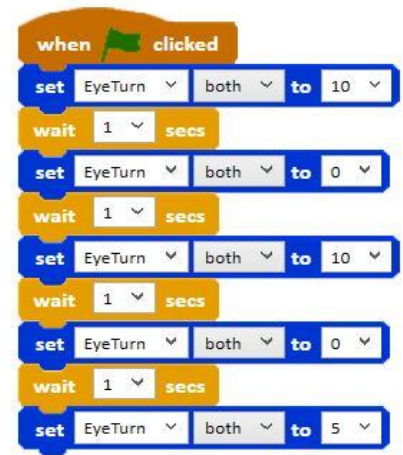 when clicked
set EyeTurn both to 10
wait 1 secs
set EyeTurn both to 0
wait 1 secs
set EyeTurn both to 10
wait 1 secs
set EyeTurn both to 0
wait 1 secs
set EyeTurn both to 5